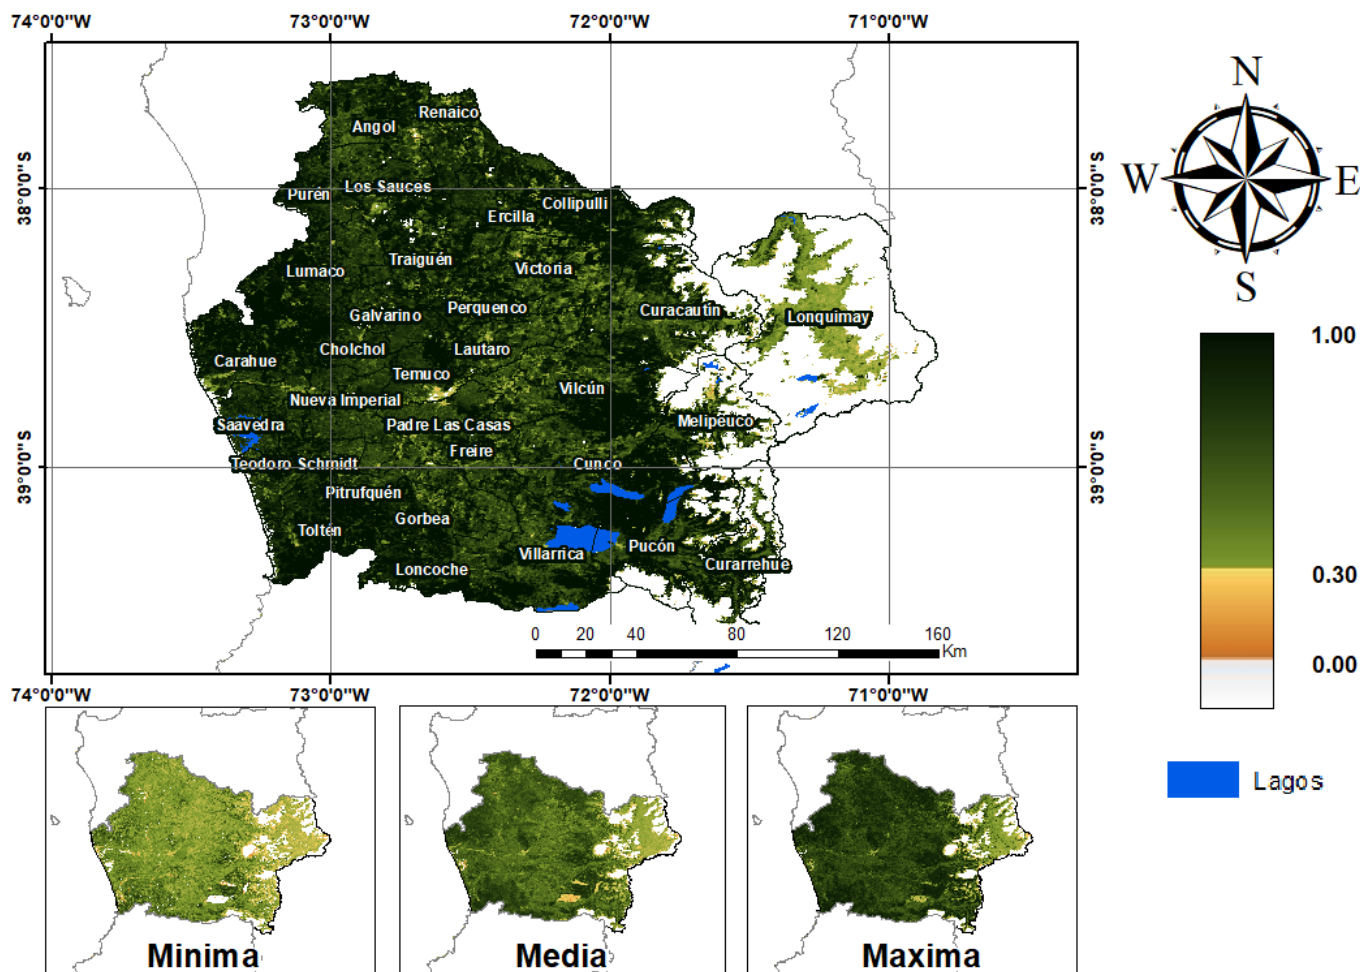 74°0'0"W 73°0'0"W 72°0'0"W 71°0'0"W
N
W E
S
38°0'0"S
38°0'0"S
39°0'0"S
39°0'0"S
Renaico
Angol
Los Sauces
Purén
Collipulli
Ercilla
Traiguén
Victoria
Lumaco
Curacautín
Lonquimay
Perquenco
Galvarino
Cholchol
Lautaro
Carahue
Temuco
Vilcún
Nueva Imperial
Saavedra
Padre Las Casas
Melipeuco
Freire
Teodoro Schmidt
Cunco
Pitrufquén
Gorbea
Toltén
Villarrica
Pucón
Curarrehue
Loncoche
0 20 40 80 120 160
Km
74°0'0"W 73°0'0"W 72°0'0"W 71°0'0"W
1.00
0.30
0.00
Lagos
Minima
Media
Maxima